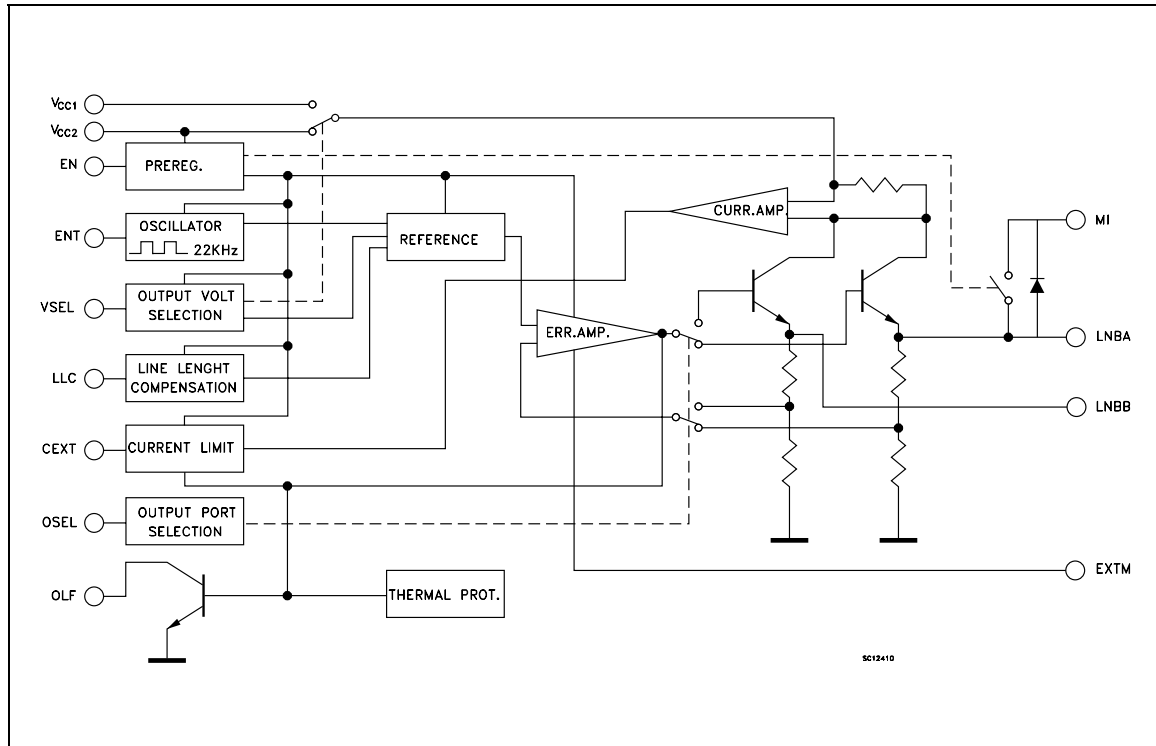 VCC1
VCC2
EN
PREREG.
ENT
OSCILLATOR
22KHz
REFERENCE
CURR.AMP.
MI
VSEL
OUTPUT VOLT
SELECTION
ERR.AMP.
LNBA
LLC
LINE LENGHT
COMPENSATION
LNBB
CEXT
CURRENT LIMIT
OSEL
OUTPUT PORT
SELECTION
EXTM
OLF
THERMAL PROT.
SC12410